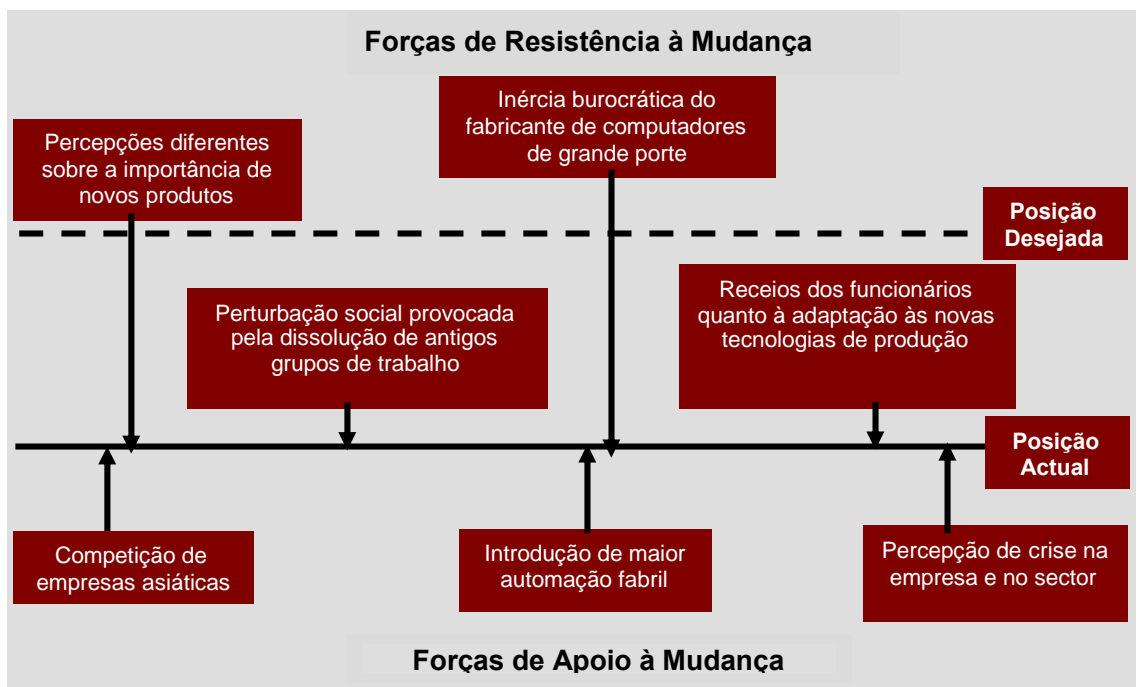 Forças de Resistência à Mudança
Inércia burocrática do
fabricante de computadores
de grande porte
Percepções diferentes
sobre a importância de
novos produtos
Posição
Desejada
Perturbação social provocada
pela dissolução de antigos
grupos de trabalho
Receios dos funcionários
quanto à adaptação às novas
tecnologias de produção
Posição
Actual
Competição de
empresas asiáticas
Introdução de maior
automação fabril
Percepção de crise na
empresa e no sector
Forças de Apoio à Mudança